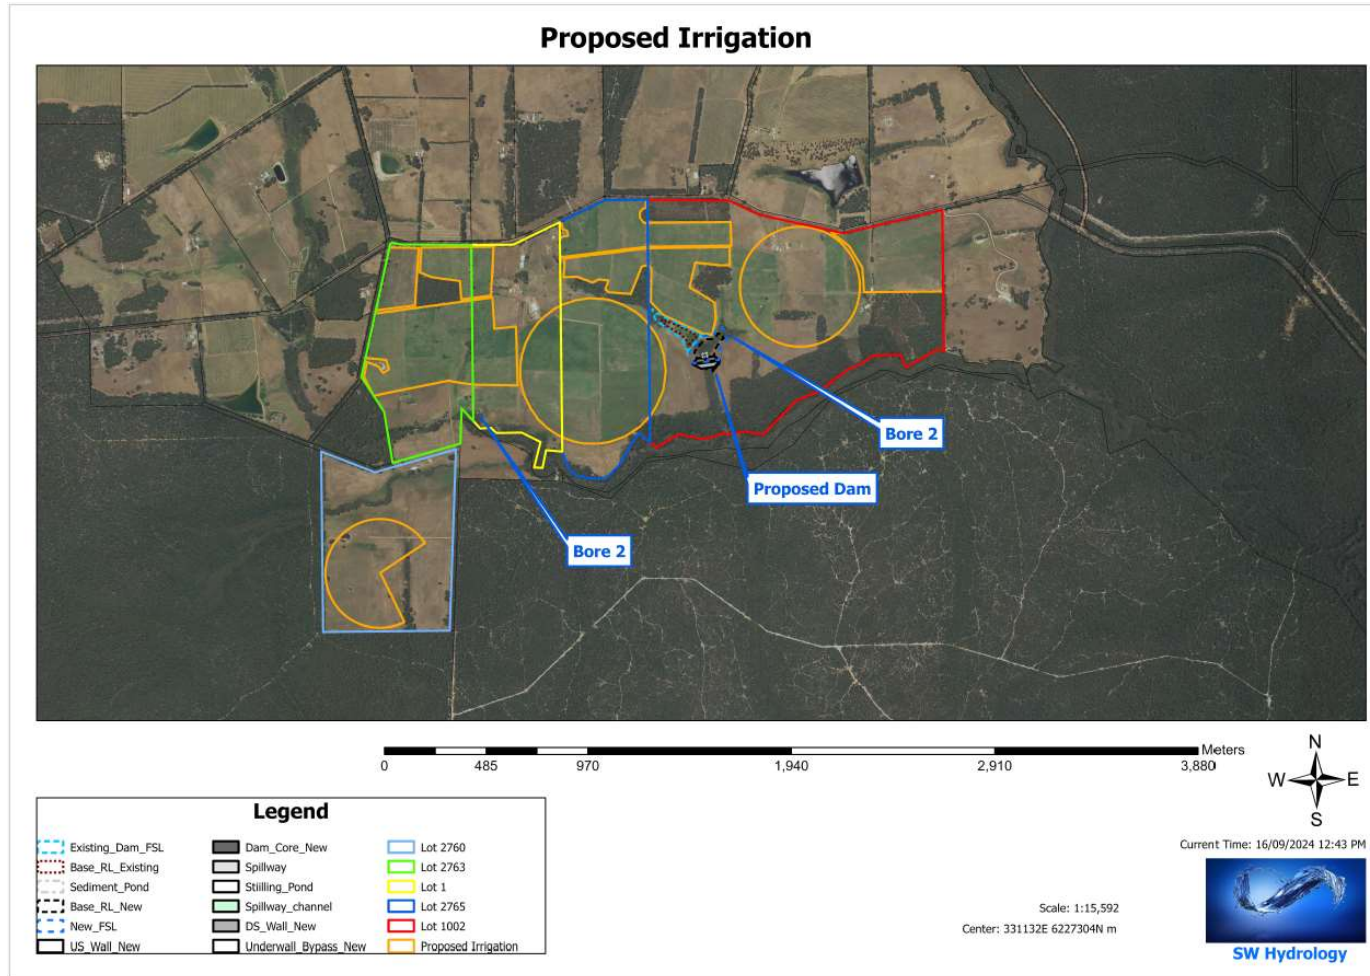 Proposed Irrigation
Bore 2
Proposed Dam
Bore 2
Meters
0
485
970
1,940
2,910
3,880
N
W
E
S
Legend
Existing_Dam_FSL
Base_RL_Existing
Sediment_Pond
Base_RL_New
New_FSL
US_Wall_New
Dam_Core_New
Spillway
Stiilling_Pond
Spillway_channel
DS_Wall_New
Underwall_Bypass_New
Lot 2760
Lot 2763
Lot 1
Lot 2765
Lot 1002
Proposed Irrigation
Current Time: 16/09/2024 12:43 PM
Scale: 1:15,592
Center: 331132E 6227304N m
SW Hydrology